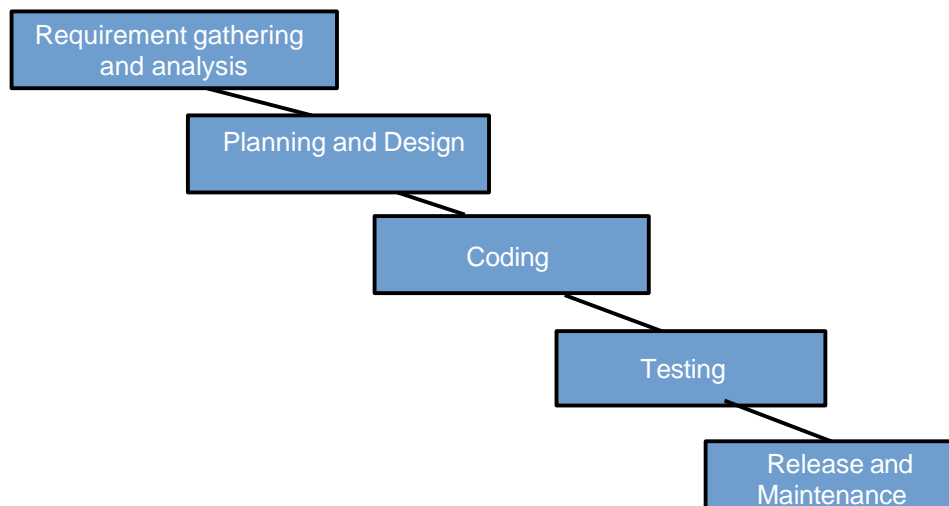 Requirement gathering
and analysis
Planning and Design
Coding
Testing
Release and
Maintenance